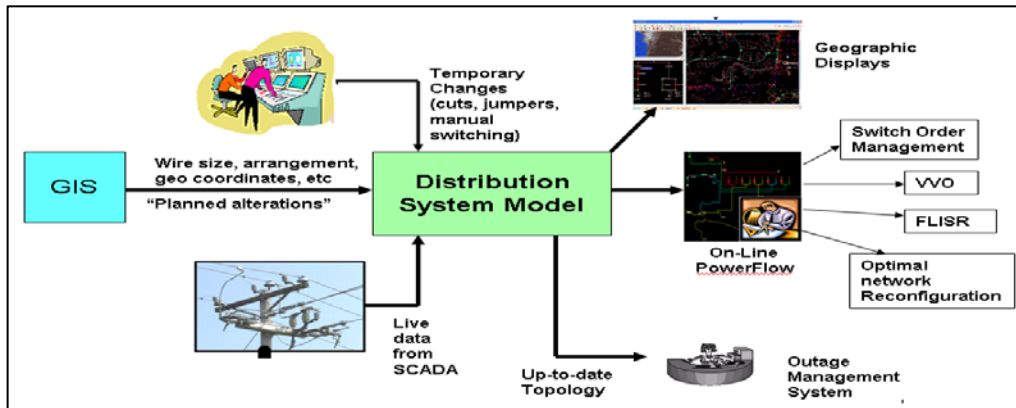 Geographic
Displays
Temporary
Changes
(cuts, jumpers,
manual
switching)
Switch Order
Management
GIS
Wire size, arrangement,
geo coordinates, etc
"Planned alterations"
Distribution
System Model
VVO
FLISR
On-Line
PowerFlow
Optimal
network
Reconfiguration
Live
data
from
SCADA
Up-to-date
Topology
Outage
Management
System